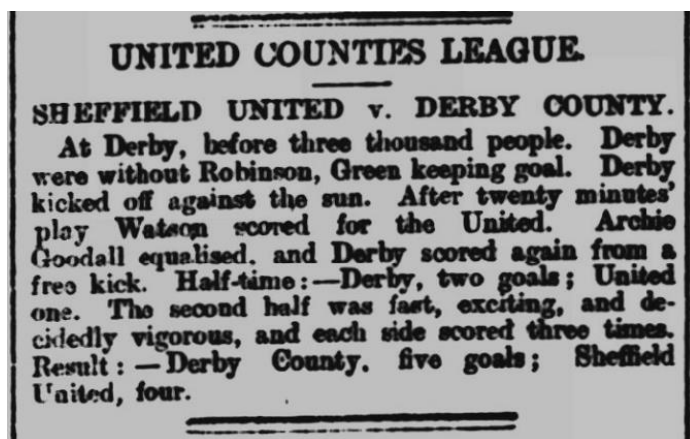 UNITED COUNTIES LEAGUE.
SHEFFIELD UNITED v. DERBY COUNTY.
At Derby, before three thousand people. Derby
were without Robinson, Green keeping goal. Derby
kicked off against the sun. After twenty minutes'
play Watson scored for the United. Archie
Goodall equalised, and Derby scored again from a
free kick. Half-time:—Derby, two goals; United
one. The second half was fast, exciting, and de-
cidedly vigorous, and each side scored three times.
Result:—Derby County, five goals; Sheffield
United, four.